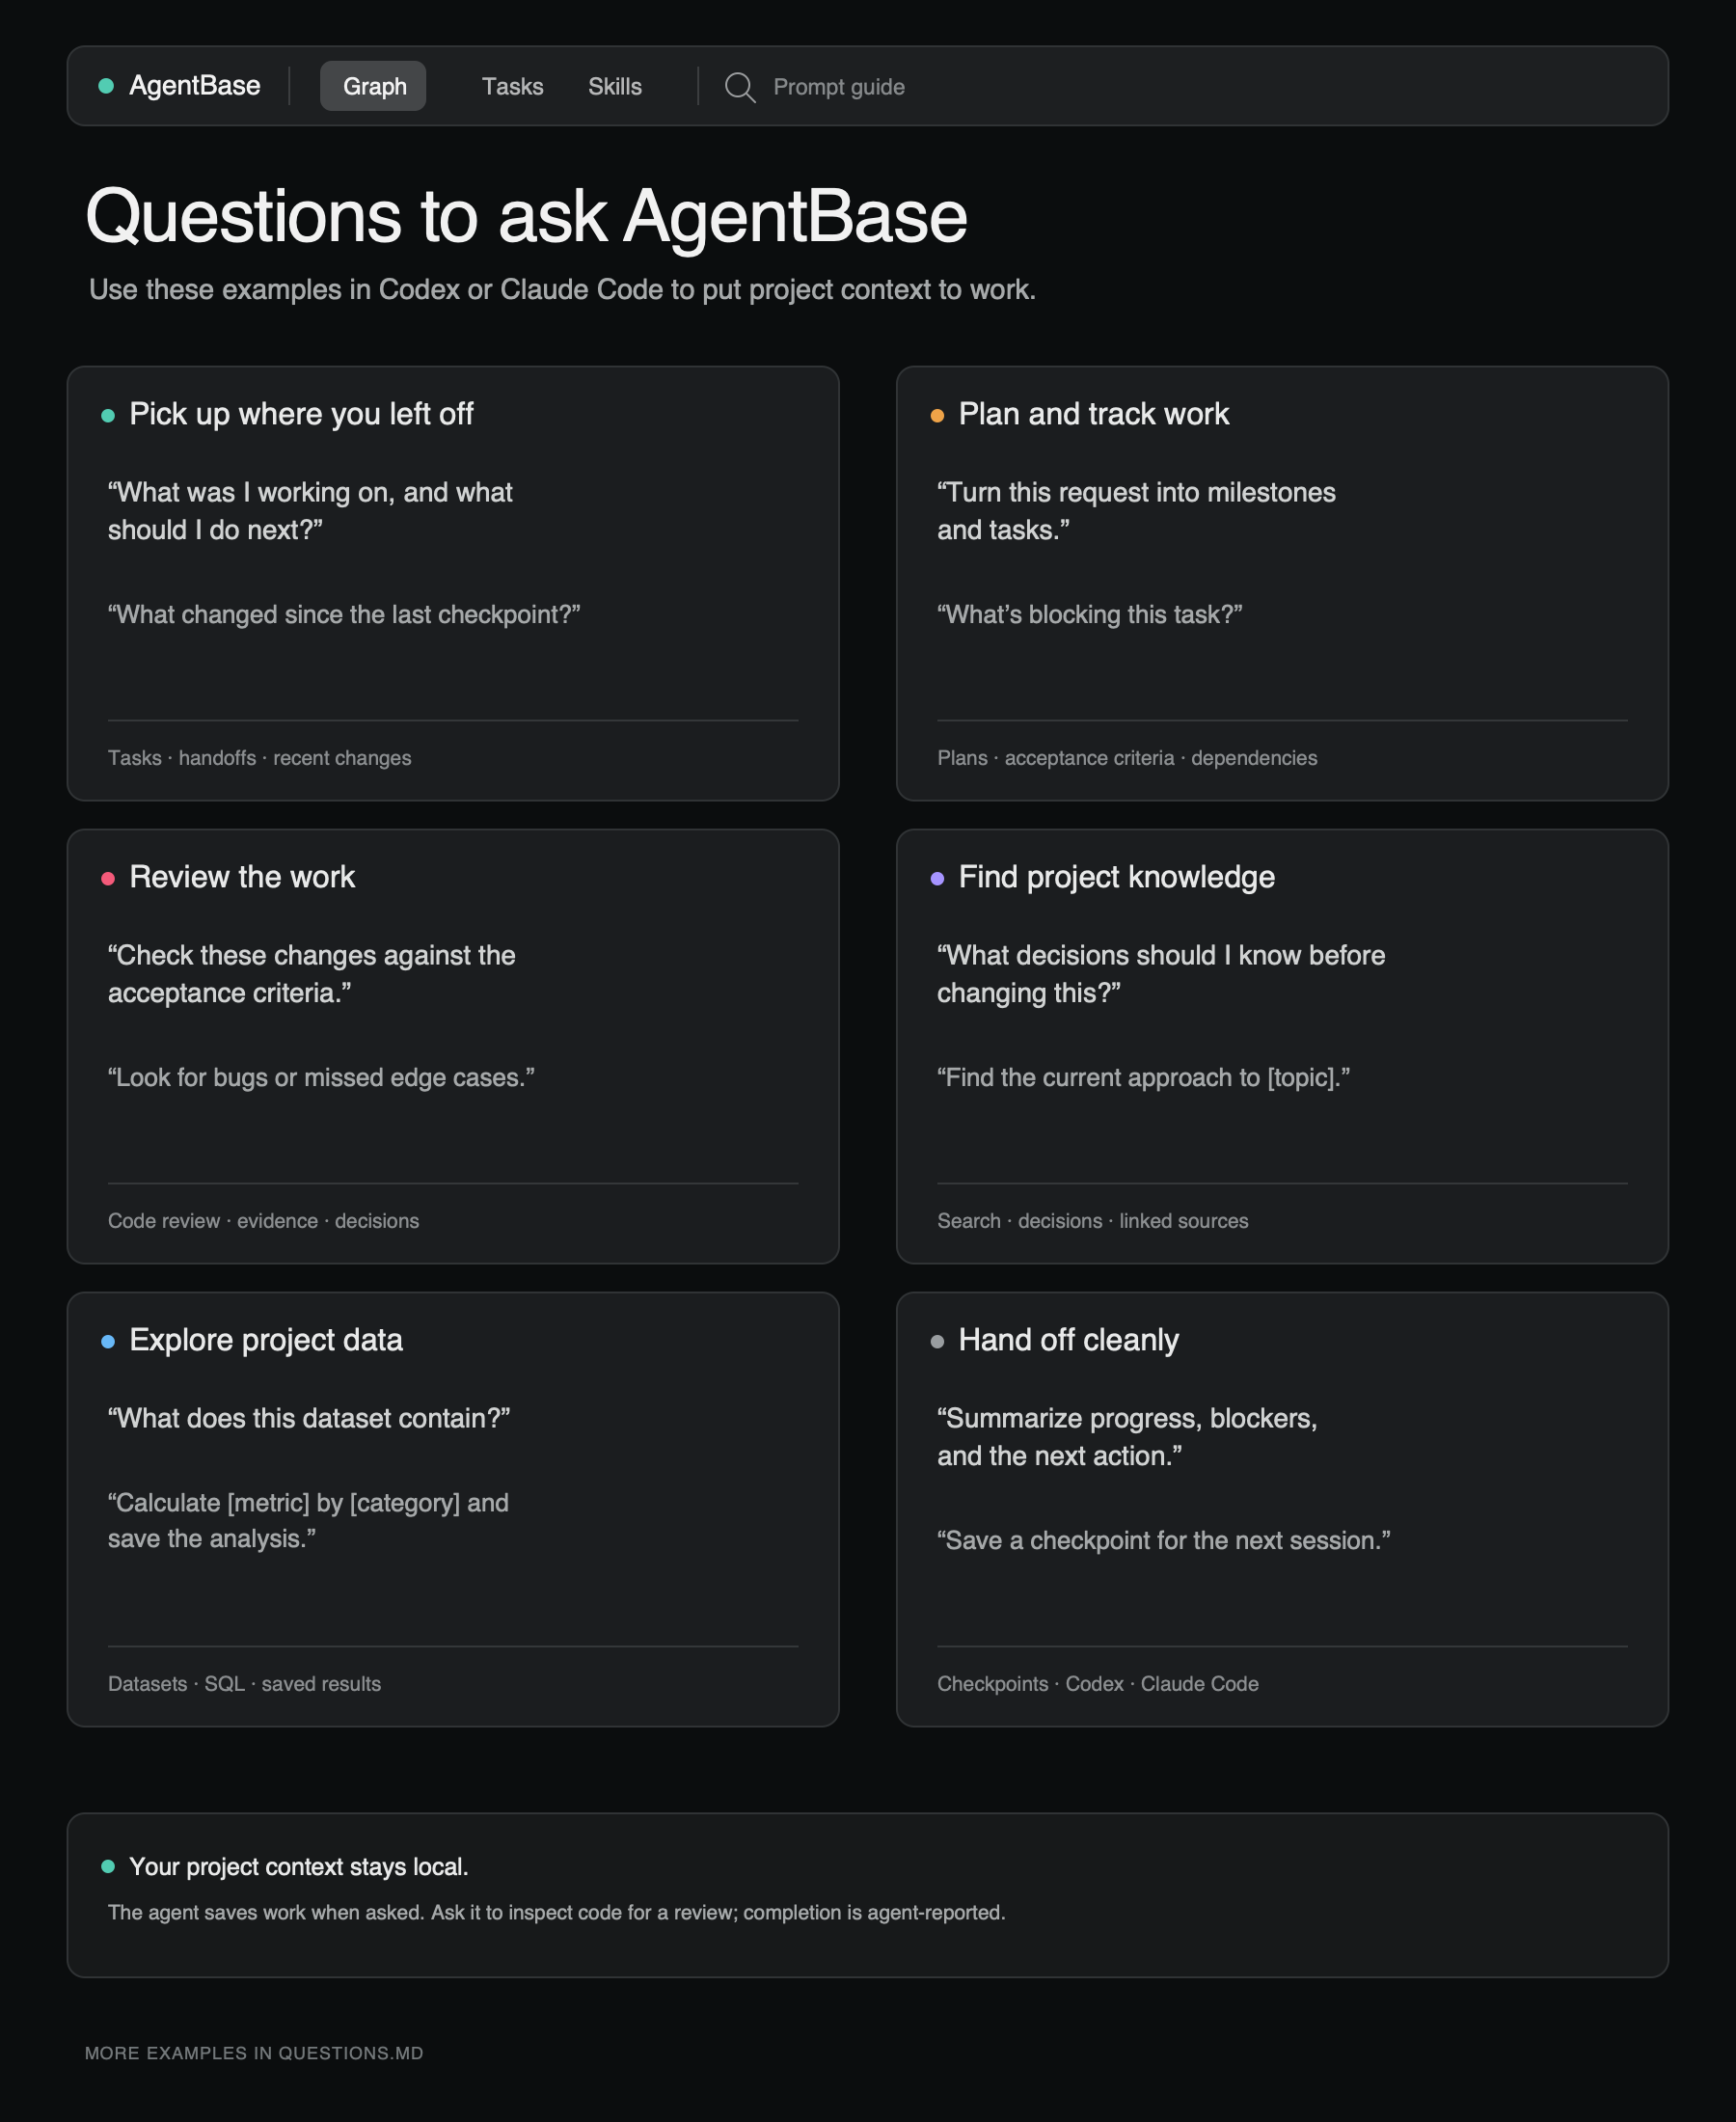 AgentBase
Graph
Tasks
Skills
Prompt guide
Questions to ask AgentBase
Use these examples in Codex or Claude Code to put project context to work.
Pick up where you left off
“What was I working on, and what
should I do next?”
“What changed since the last checkpoint?”
Tasks · handoffs · recent changes
Plan and track work
“Turn this request into milestones
and tasks.”
“What’s blocking this task?”
Plans · acceptance criteria · dependencies
Review the work
“Check these changes against the
acceptance criteria.”
“Look for bugs or missed edge cases.”
Code review · evidence · decisions
Find project knowledge
“What decisions should I know before
changing this?”
“Find the current approach to [topic].”
Search · decisions · linked sources
Explore project data
“What does this dataset contain?”
“Calculate [metric] by [category] and
save the analysis.”
Datasets · SQL · saved results
Hand off cleanly
“Summarize progress, blockers,
and the next action.”
“Save a checkpoint for the next session.”
Checkpoints · Codex · Claude Code
Your project context stays local.
The agent saves work when asked. Ask it to inspect code for a review; completion is agent-reported.
MORE EXAMPLES IN QUESTIONS.MD